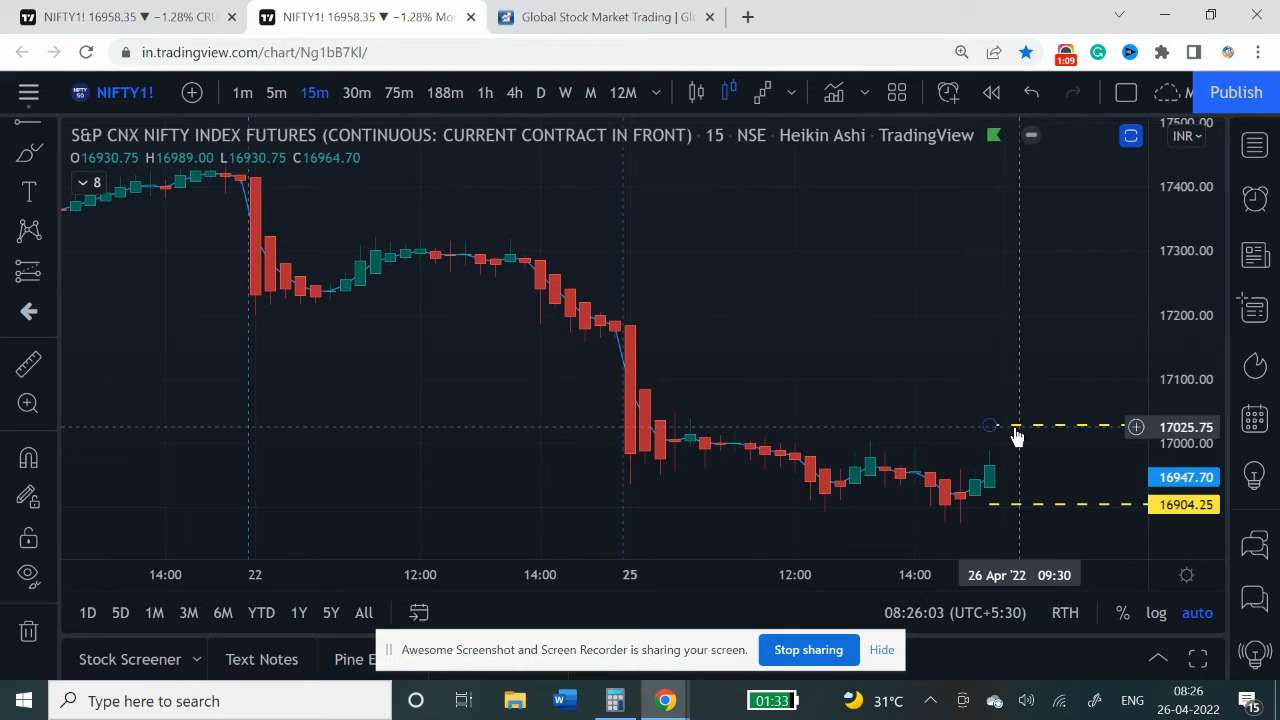 NIFTY1! 16958.35 ▼ −1.28% CRU
NIFTY1! 16958.35 ▼ −1.28% Mor
Global Stock Market Trading | Glo
in.tradingview.com/chart/Ng1bB7Kl/
1:09
NIFTY1!
1m 5m 15m 30m 75m 188m 1h 4h D W M 12M
M
Publish
S&P CNX NIFTY INDEX FUTURES (CONTINUOUS: CURRENT CONTRACT IN FRONT) · 15 · NSE · Heikin Ashi · TradingView
INR
O16930.75 H16989.00 L16930.75 C16964.70
8
17500.00
17400.00
17300.00
17200.00
17100.00
17025.75
17000.00
16947.70
16904.25
14:00 22 12:00 14:00 25 12:00 14:00 26 Apr '22 09:30
1D 5D 1M 3M 6M YTD 1Y 5Y All
08:26:03 (UTC+5:30) RTH % log auto
Stock Screener Text Notes Pine E
Awesome Screenshot and Screen Recorder is sharing your screen. Stop sharing Hide
Type here to search
01:33
31°C
ENG
08:26
26-04-2022
15